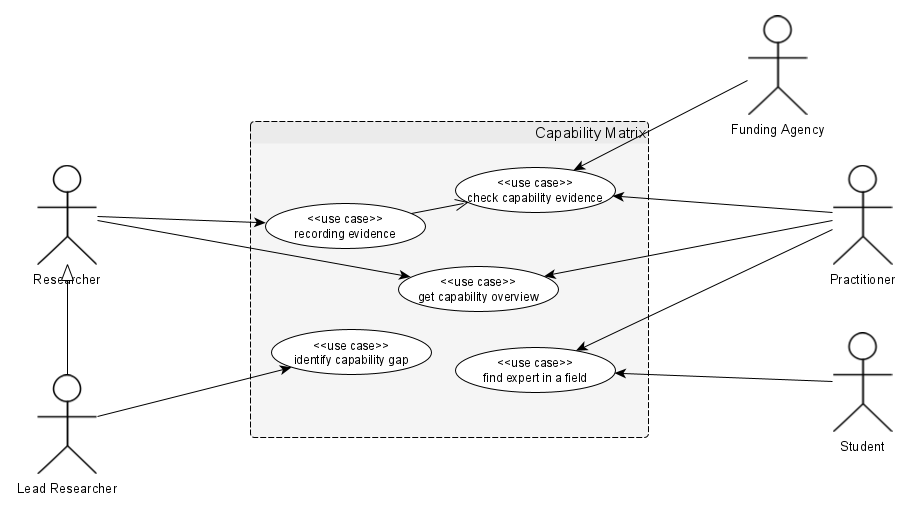 Funding Agency
Capability Matrix
<<use case>>
check capability evidence
<<use case>>
recording evidence
Researcher
<<use case>>
get capability overview
Practitioner
<<use case>>
identify capability gap
<<use case>>
find expert in a field
Student
Lead Researcher